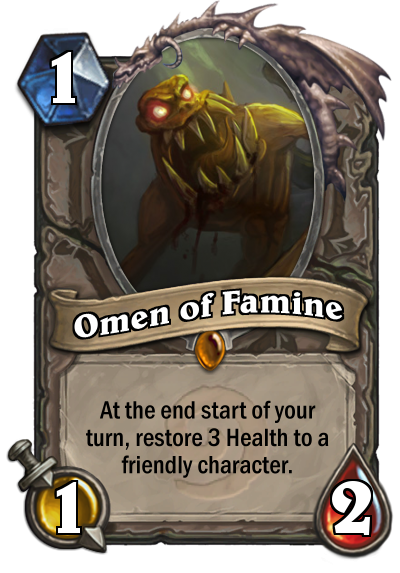 1
Omen of Famine
At the end start of your
turn, restore 3 Health to a
friendly character.
1
2